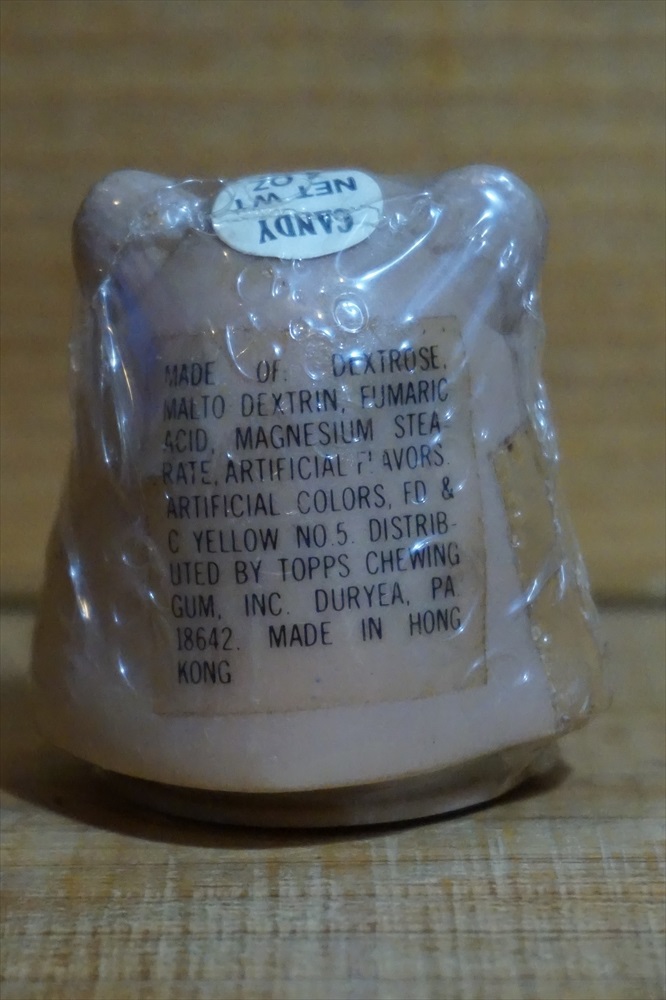 CANDY
NET WT
MADE OF: DEXTROSE,
MALTO DEXTRIN, FUMARIC
ACID, MAGNESIUM STEA-
RATE, ARTIFICIAL FLAVORS.
ARTIFICIAL COLORS, FD &
C YELLOW NO.5. DISTRIB-
UTED BY TOPPS CHEWING
GUM, INC. DURYEA, PA
18642. MADE IN HONG
KONG